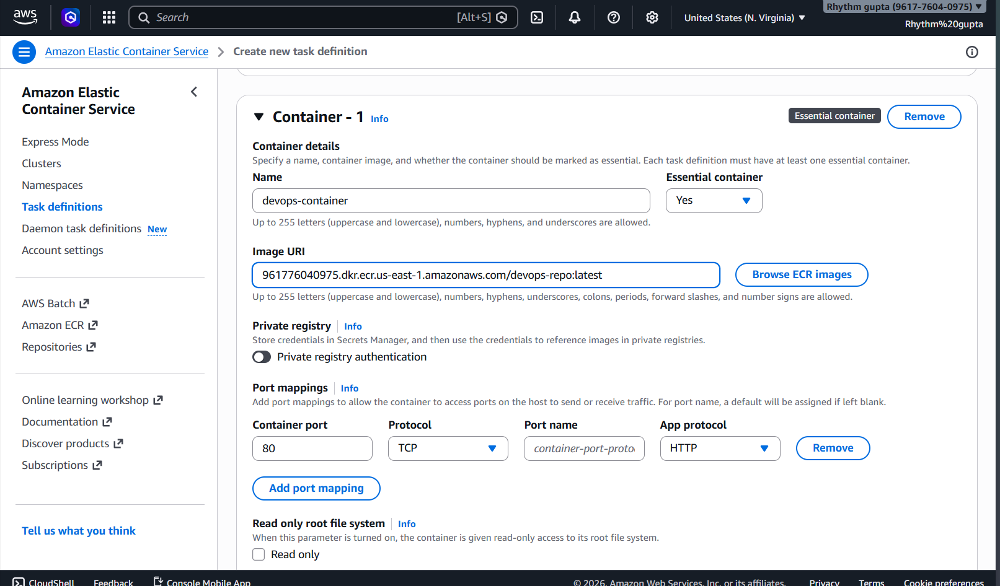 aws
Search [Alt+S]
United States (N. Virginia)
Rhythm gupta (9617-7604-0975)
Rhythm%20gupta
Amazon Elastic Container Service
Create new task definition
Amazon Elastic
Container Service
Express Mode
Clusters
Namespaces
Task definitions
Daemon task definitions New
Account settings
AWS Batch
Amazon ECR
Repositories
Online learning workshop
Documentation
Discover products
Subscriptions
Tell us what you think
Container - 1 Info
Essential container
Remove
Container details
Specify a name, container image, and whether the container should be marked as essential. Each task definition must have at least one essential container.
Name
Essential container
devops-container
Yes
Up to 255 letters (uppercase and lowercase), numbers, hyphens, and underscores are allowed.
Image URI
961776040975.dkr.ecr.us-east-1.amazonaws.com/devops-repo:latest
Browse ECR images
Up to 255 letters (uppercase and lowercase), numbers, hyphens, underscores, colons, periods, forward slashes, and number signs are allowed.
Private registry Info
Store credentials in Secrets Manager, and then use the credentials to reference images in private registries.
Private registry authentication
Port mappings Info
Add port mappings to allow the container to access ports on the host to send or receive traffic. For port name, a default will be assigned if left blank.
Container port Protocol Port name App protocol
80 TCP container-port-proto HTTP Remove
Add port mapping
Read only root file system Info
When this parameter is turned on, the container is given read-only access to its root file system.
Read only
CloudShell Feedback Console Mobile App © 2026, Amazon Web Services, Inc. or its affiliates. Privacy Terms Cookie preferences